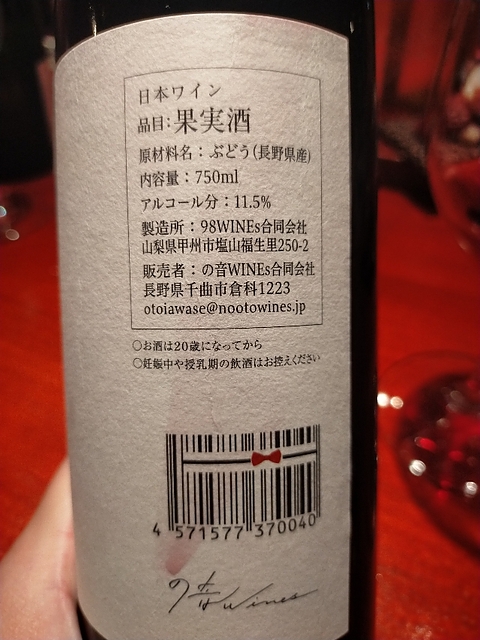 日本ワイン
品目:果実酒
原材料名：ぶどう(長野県産)
内容量：750ml
アルコール分：11.5%
製造所：98WINEs合同会社
山梨県甲州市塩山福生里250-2
販売者：の音WINEs合同会社
長野県千曲市倉科1223
otoiawase@nootowines.jp
○お酒は20歳になってから
○妊娠中や授乳期の飲酒はお控えください
4 571577 370040
の音Wines